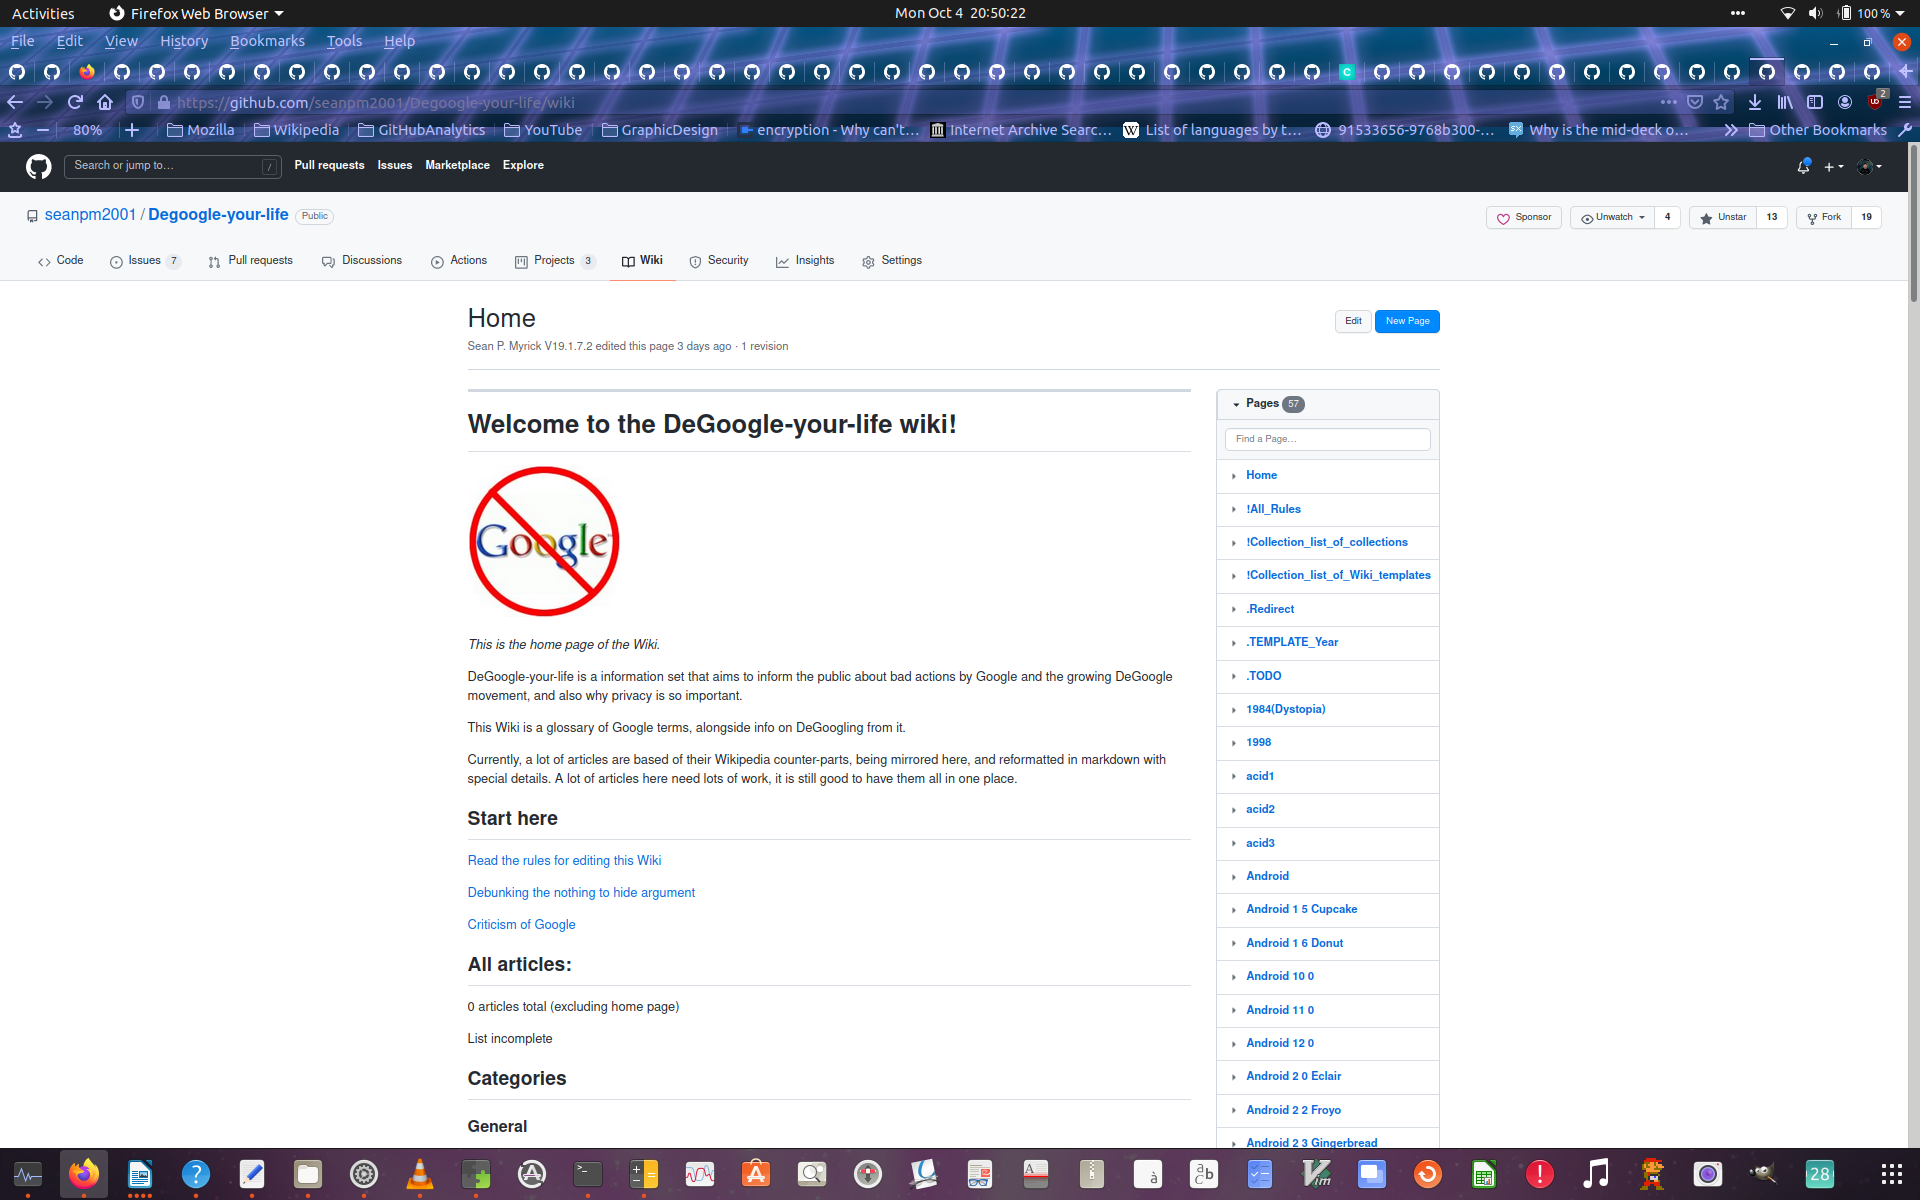 Activities
Firefox Web Browser
Mon Oct 4 20:50:22
100 %
File Edit View History Bookmarks Tools Help
https://github.com/seanpm2001/Degoogle-your-life/wiki
2
80%
Mozilla
Wikipedia
GitHubAnalytics
YouTube
GraphicDesign
encryption - Why can't…
Internet Archive Searc…
List of languages by t…
91533656-9768b300-…
Why is the mid-deck o…
Other Bookmarks
Search or jump to…
/
Pull requests Issues Marketplace Explore
seanpm2001 / Degoogle-your-life
Public
Sponsor
Unwatch 4
Unstar 13
Fork 19
Code
Issues 7
Pull requests
Discussions
Actions
Projects 3
Wiki
Security
Insights
Settings
Home
Edit
New Page
Sean P. Myrick V19.1.7.2 edited this page 3 days ago · 1 revision
Welcome to the DeGoogle-your-life wiki!
Google
This is the home page of the Wiki.
DeGoogle-your-life is a information set that aims to inform the public about bad actions by Google and the growing DeGoogle
movement, and also why privacy is so important.
This Wiki is a glossary of Google terms, alongside info on DeGoogling from it.
Currently, a lot of articles are based of their Wikipedia counter-parts, being mirrored here, and reformatted in markdown with
special details. A lot of articles here need lots of work, it is still good to have them all in one place.
Start here
Read the rules for editing this Wiki
Debunking the nothing to hide argument
Criticism of Google
All articles:
0 articles total (excluding home page)
List incomplete
Categories
General
Pages 57
Find a Page…
Home
!All_Rules
!Collection_list_of_collections
!Collection_list_of_Wiki_templates
.Redirect
.TEMPLATE_Year
.TODO
1984(Dystopia)
1998
acid1
acid2
acid3
Android
Android 1 5 Cupcake
Android 1 6 Donut
Android 10 0
Android 11 0
Android 12 0
Android 2 0 Eclair
Android 2 2 Froyo
Android 2 3 Gingerbread
28